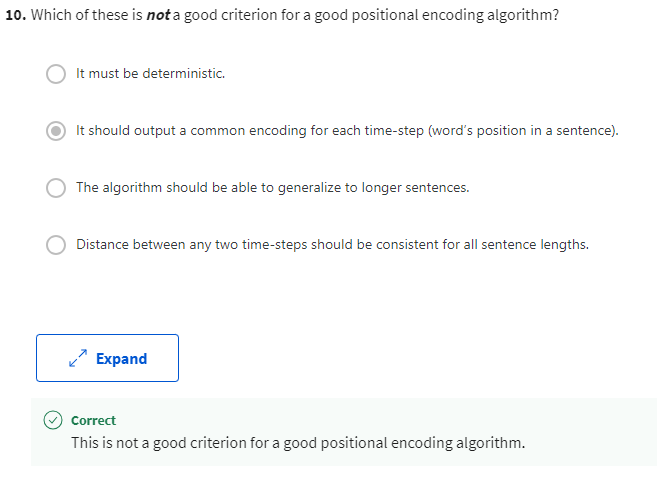 10. Which of these is not a good criterion for a good positional encoding algorithm?
It must be deterministic.
It should output a common encoding for each time-step (word's position in a sentence).
The algorithm should be able to generalize to longer sentences.
Distance between any two time-steps should be consistent for all sentence lengths.
Expand
Correct
This is not a good criterion for a good positional encoding algorithm.